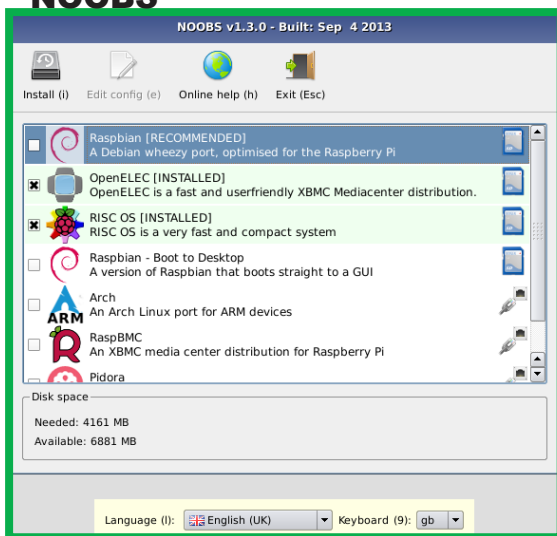 NOOBS
NOOBS v1.3.0 - Built: Sep 4 2013
Install (i) Edit config (e) Online help (h) Exit (Esc)
Raspbian [RECOMMENDED]
A Debian wheezy port, optimised for the Raspberry Pi
OpenELEC [INSTALLED]
OpenELEC is a fast and userfriendly XBMC Mediacenter distribution.
RISC OS [INSTALLED]
RISC OS is a very fast and compact system
Raspbian - Boot to Desktop
A version of Raspbian that boots straight to a GUI
Arch
ARM An Arch Linux port for ARM devices
RaspBMC
An XBMC media center distribution for Raspberry Pi
Pidora
Disk space
Needed: 4161 MB
Available: 6881 MB
Language (l): English (UK) Keyboard (9): gb